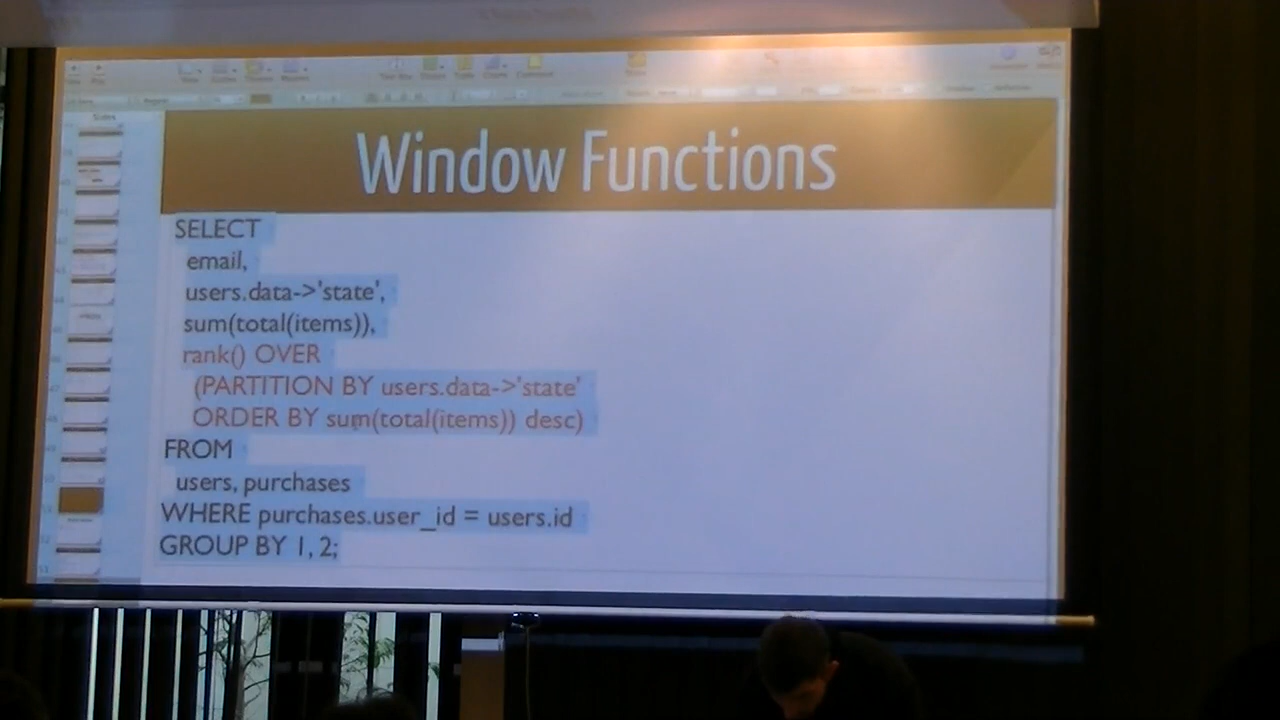 Window Functions
SELECT
email,
users.data->'state',
sum(total(items)),
rank() OVER
(PARTITION BY users.data->'state'
ORDER BY sum(total(items)) desc)
FROM
users, purchases
WHERE purchases.user_id = users.id
GROUP BY 1, 2;